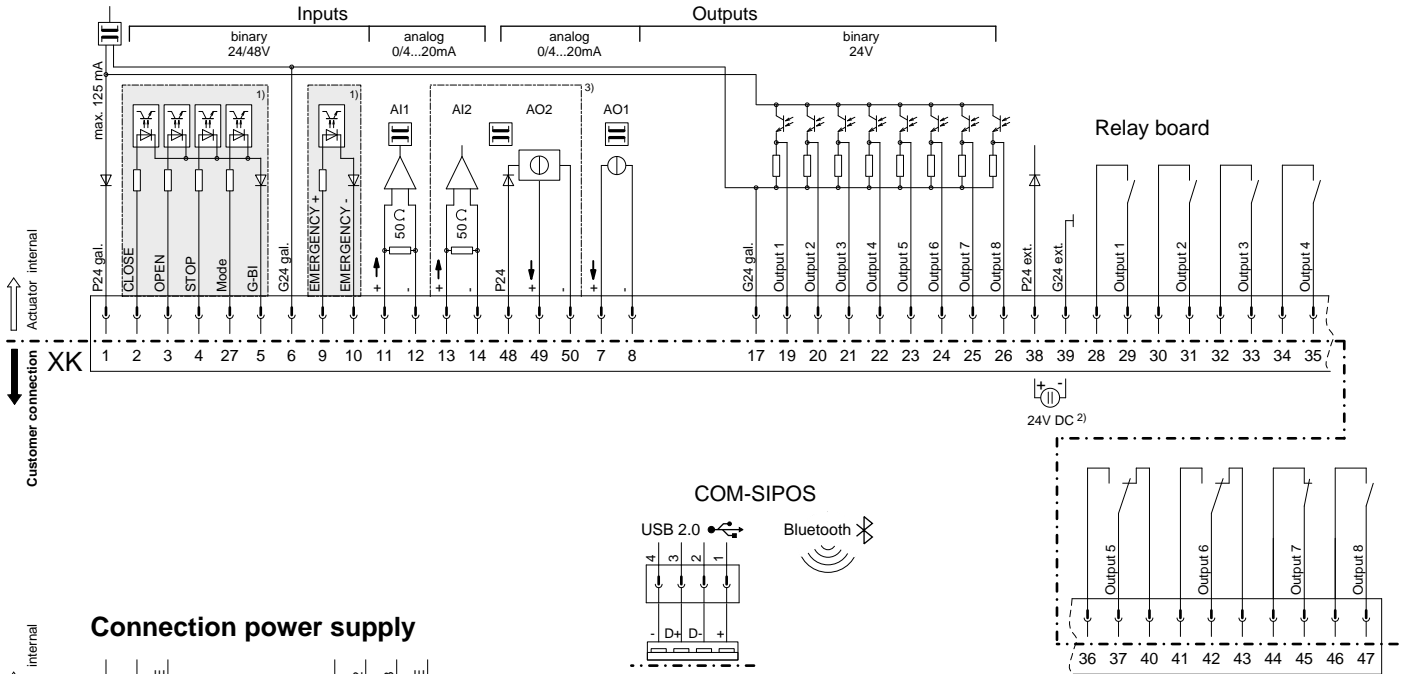 Inputs
Outputs
binary
24/48V
analog
0/4...20mA
analog
0/4...20mA
binary
24V
max. 125 mA
1)
1)
3)
AI1
AI2
AO2
AO1
Relay board
50Ω
50Ω
P24 gal.
CLOSE
OPEN
STOP
Mode
G-BI
G24 gal.
EMERGENCY +
EMERGENCY -
+ -
+ -
P24
+ -
+ -
G24 gal.
Output 1
Output 2
Output 3
Output 4
Output 5
Output 6
Output 7
Output 8
P24 ext.
G24 ext.
Output 1
Output 2
Output 3
Output 4
Actuator internal
Customer connection
XK
1 2 3 4 27 5 6 9 10 11 12 13 14 48 49 50 7 8 17 19 20 21 22 23 24 25 26 38 39 28 29 30 31 32 33 34 35
+ -
24V DC 2)
COM-SIPOS
USB 2.0
Bluetooth
4 3 2 1
- D+ D- +
Output 5
Output 6
Output 7
Output 8
36 37 40 41 42 43 44 45 46 47
Connection power supply
internal